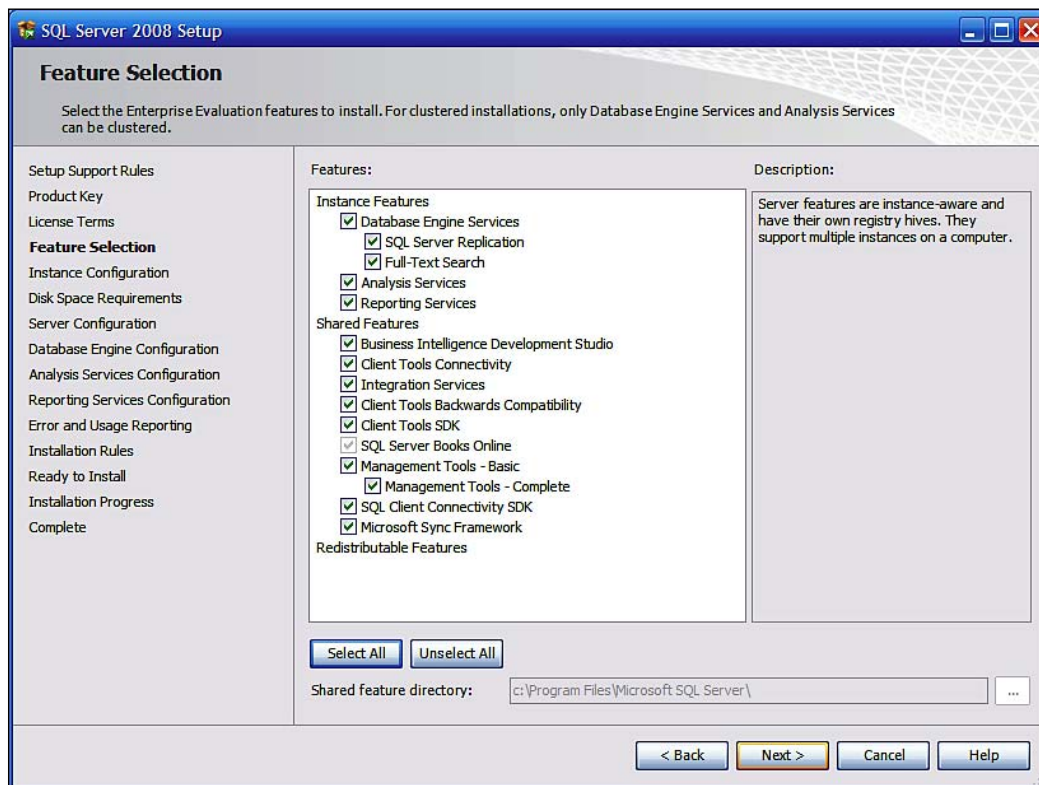 SQL Server 2008 Setup
Feature Selection
Select the Enterprise Evaluation features to install. For clustered installations, only Database Engine Services and Analysis Services
can be clustered.
Setup Support Rules
Product Key
License Terms
Feature Selection
Instance Configuration
Disk Space Requirements
Server Configuration
Database Engine Configuration
Analysis Services Configuration
Reporting Services Configuration
Error and Usage Reporting
Installation Rules
Ready to Install
Installation Progress
Complete
Features:
Instance Features
Database Engine Services
SQL Server Replication
Full-Text Search
Analysis Services
Reporting Services
Shared Features
Business Intelligence Development Studio
Client Tools Connectivity
Integration Services
Client Tools Backwards Compatibility
Client Tools SDK
SQL Server Books Online
Management Tools - Basic
Management Tools - Complete
SQL Client Connectivity SDK
Microsoft Sync Framework
Redistributable Features
Description:
Server features are instance-aware and
have their own registry hives. They
support multiple instances on a computer.
Select All
Unselect All
Shared feature directory:
c:\Program Files\Microsoft SQL Server\
...
< Back
Next >
Cancel
Help